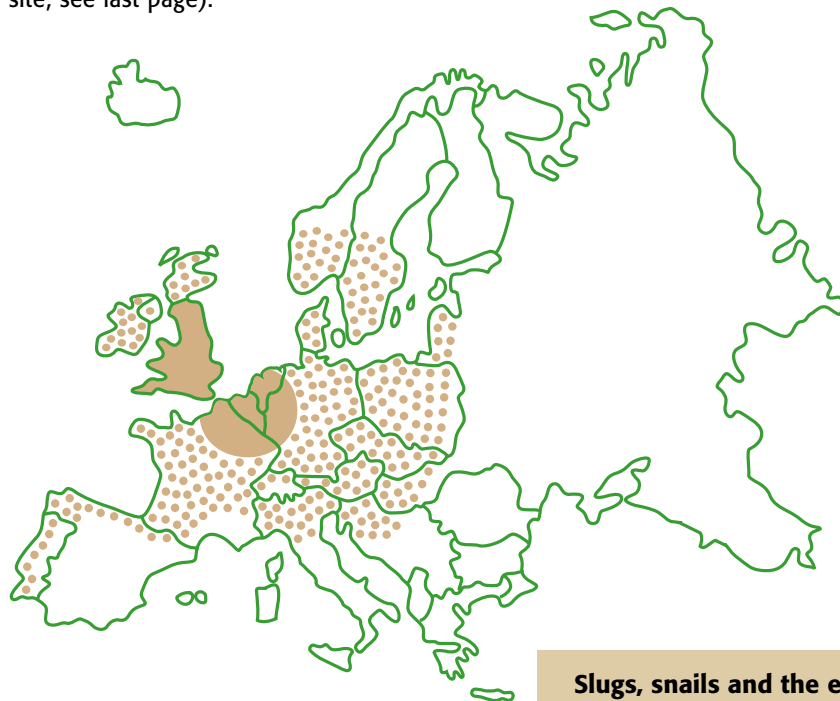 site, see last page).
Slugs, snails and the e